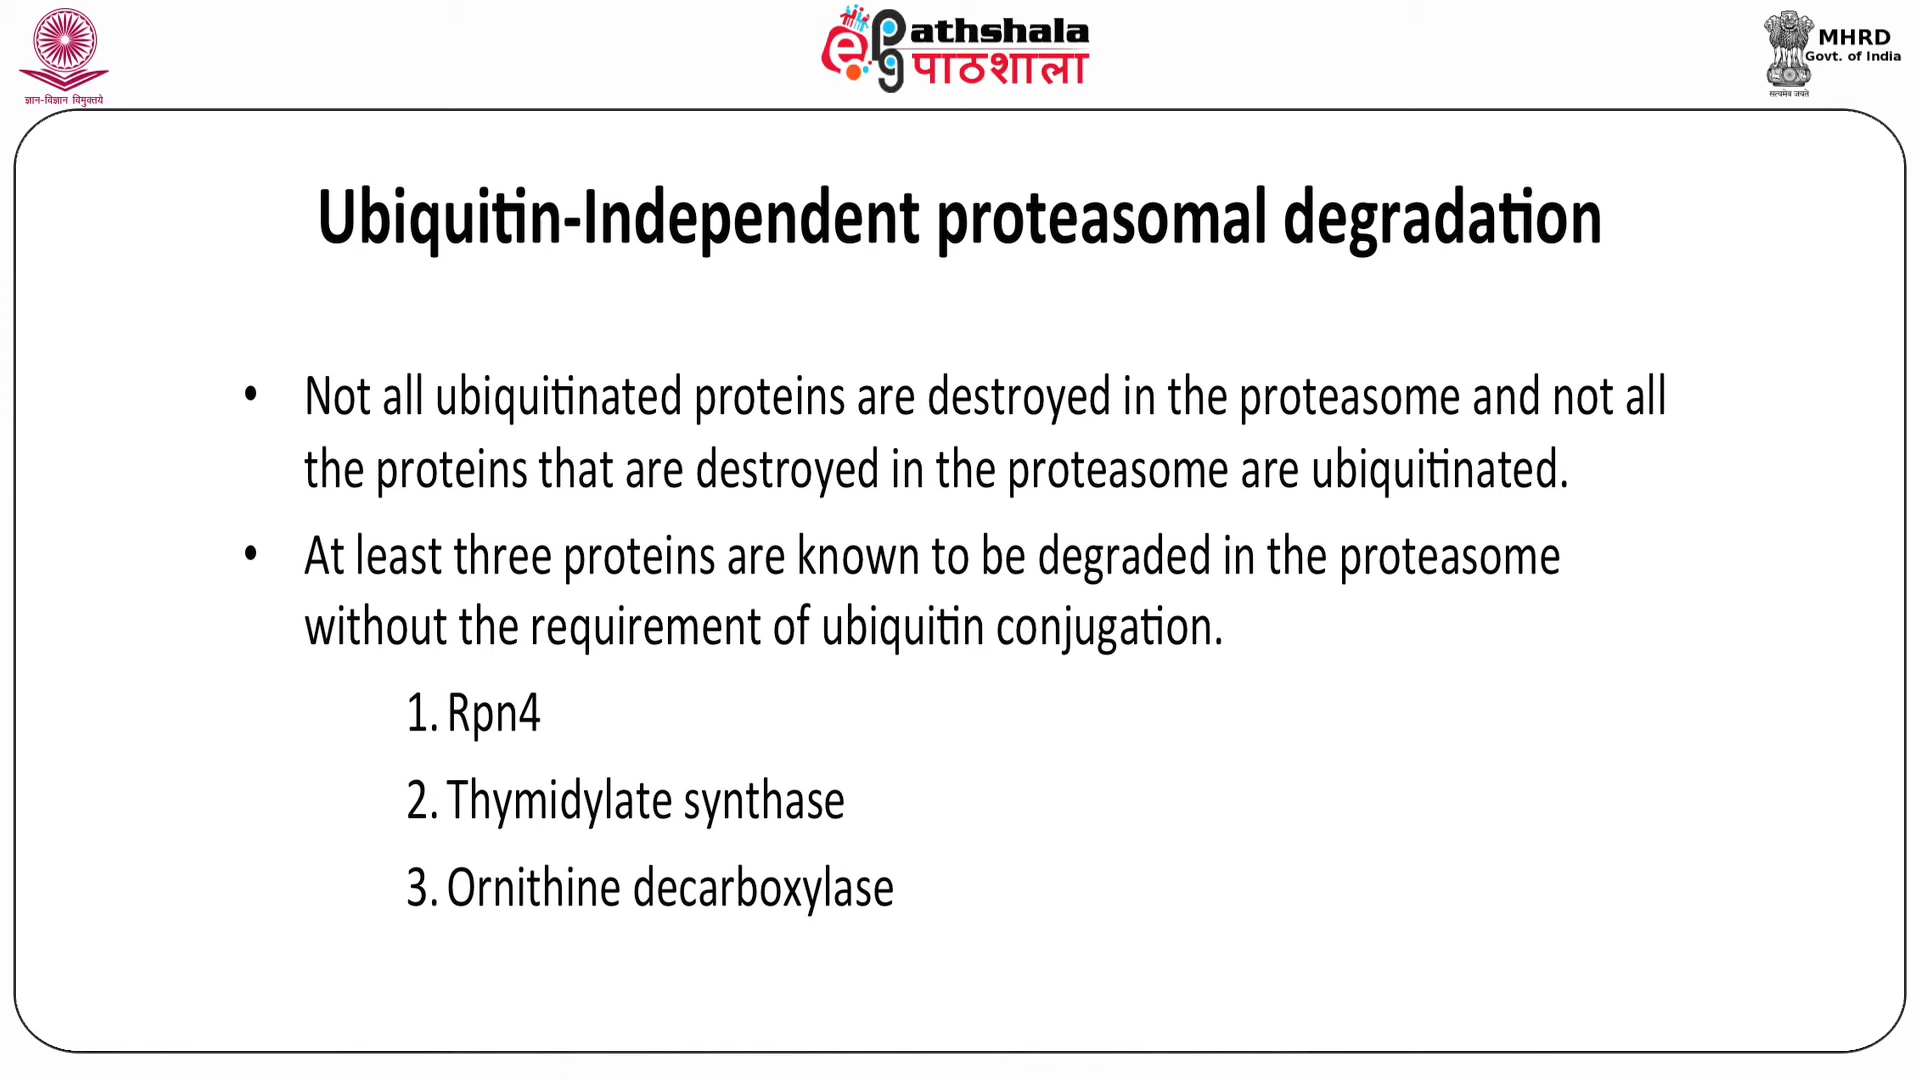 ज्ञान-विज्ञान विमुक्तये
ePG Pathshala
पाठशाला
MHRD
Govt. of India
सत्यमेव जयते
Ubiquitin-Independent proteasomal degradation
• Not all ubiquitinated proteins are destroyed in the proteasome and not all
the proteins that are destroyed in the proteasome are ubiquitinated.
• At least three proteins are known to be degraded in the proteasome
without the requirement of ubiquitin conjugation.
1. Rpn4
2. Thymidylate synthase
3. Ornithine decarboxylase